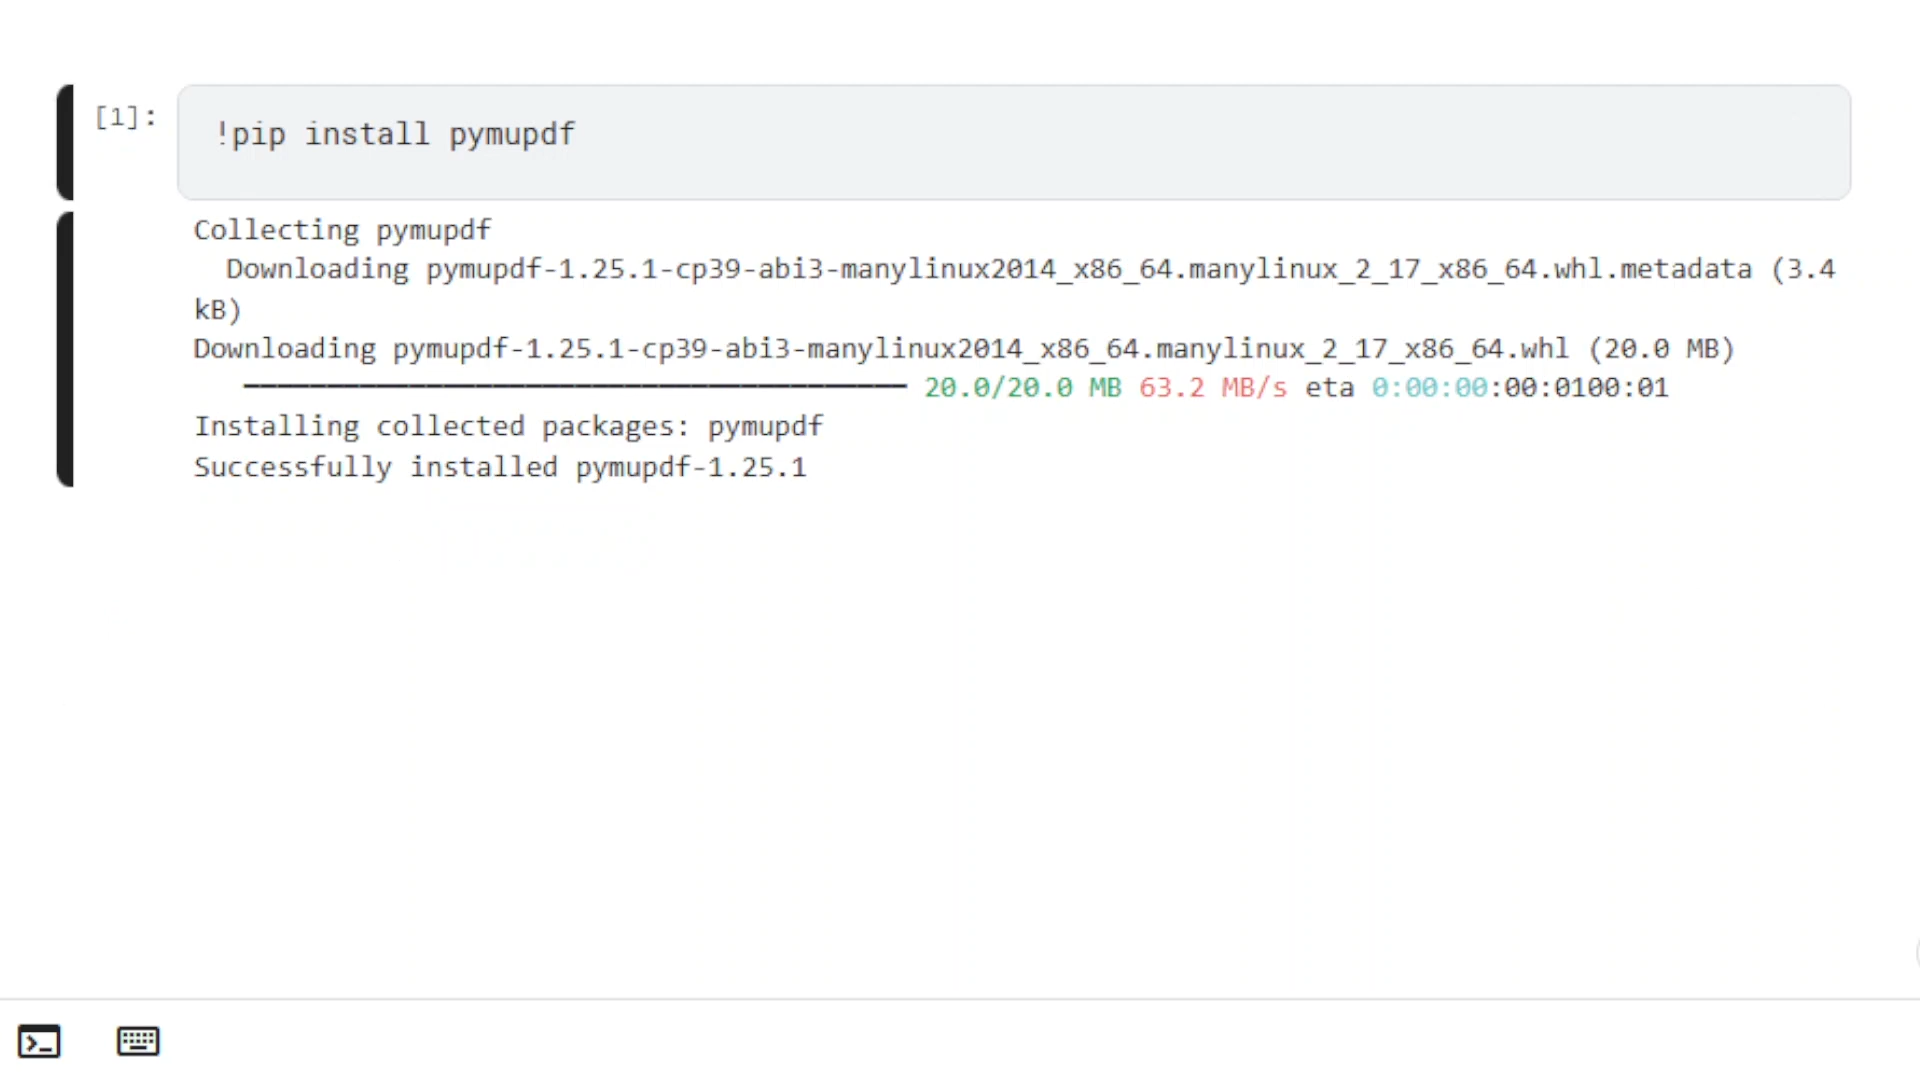 [1]:
!pip install pymupdf
Collecting pymupdf
  Downloading pymupdf-1.25.1-cp39-abi3-manylinux2014_x86_64.manylinux_2_17_x86_64.whl.metadata (3.4
kB)
Downloading pymupdf-1.25.1-cp39-abi3-manylinux2014_x86_64.manylinux_2_17_x86_64.whl (20.0 MB)
━━━━━━━━━━━━━━━━━━━━━━━━━━━━━━━━━━━━━━━━ 20.0/20.0 MB 63.2 MB/s eta 0:00:00:00:0100:01
Installing collected packages: pymupdf
Successfully installed pymupdf-1.25.1